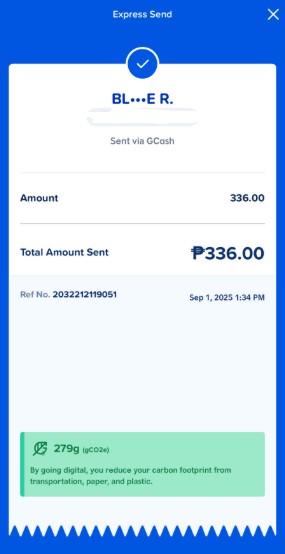 Express Send
BL•••E R.
Sent via GCash
Amount 336.00
Total Amount Sent ₱336.00
Ref No. 2032212119051 Sep 1, 2025 1:34 PM
279g (gCO2e)
By going digital, you reduce your carbon footprint from
transportation, paper, and plastic.